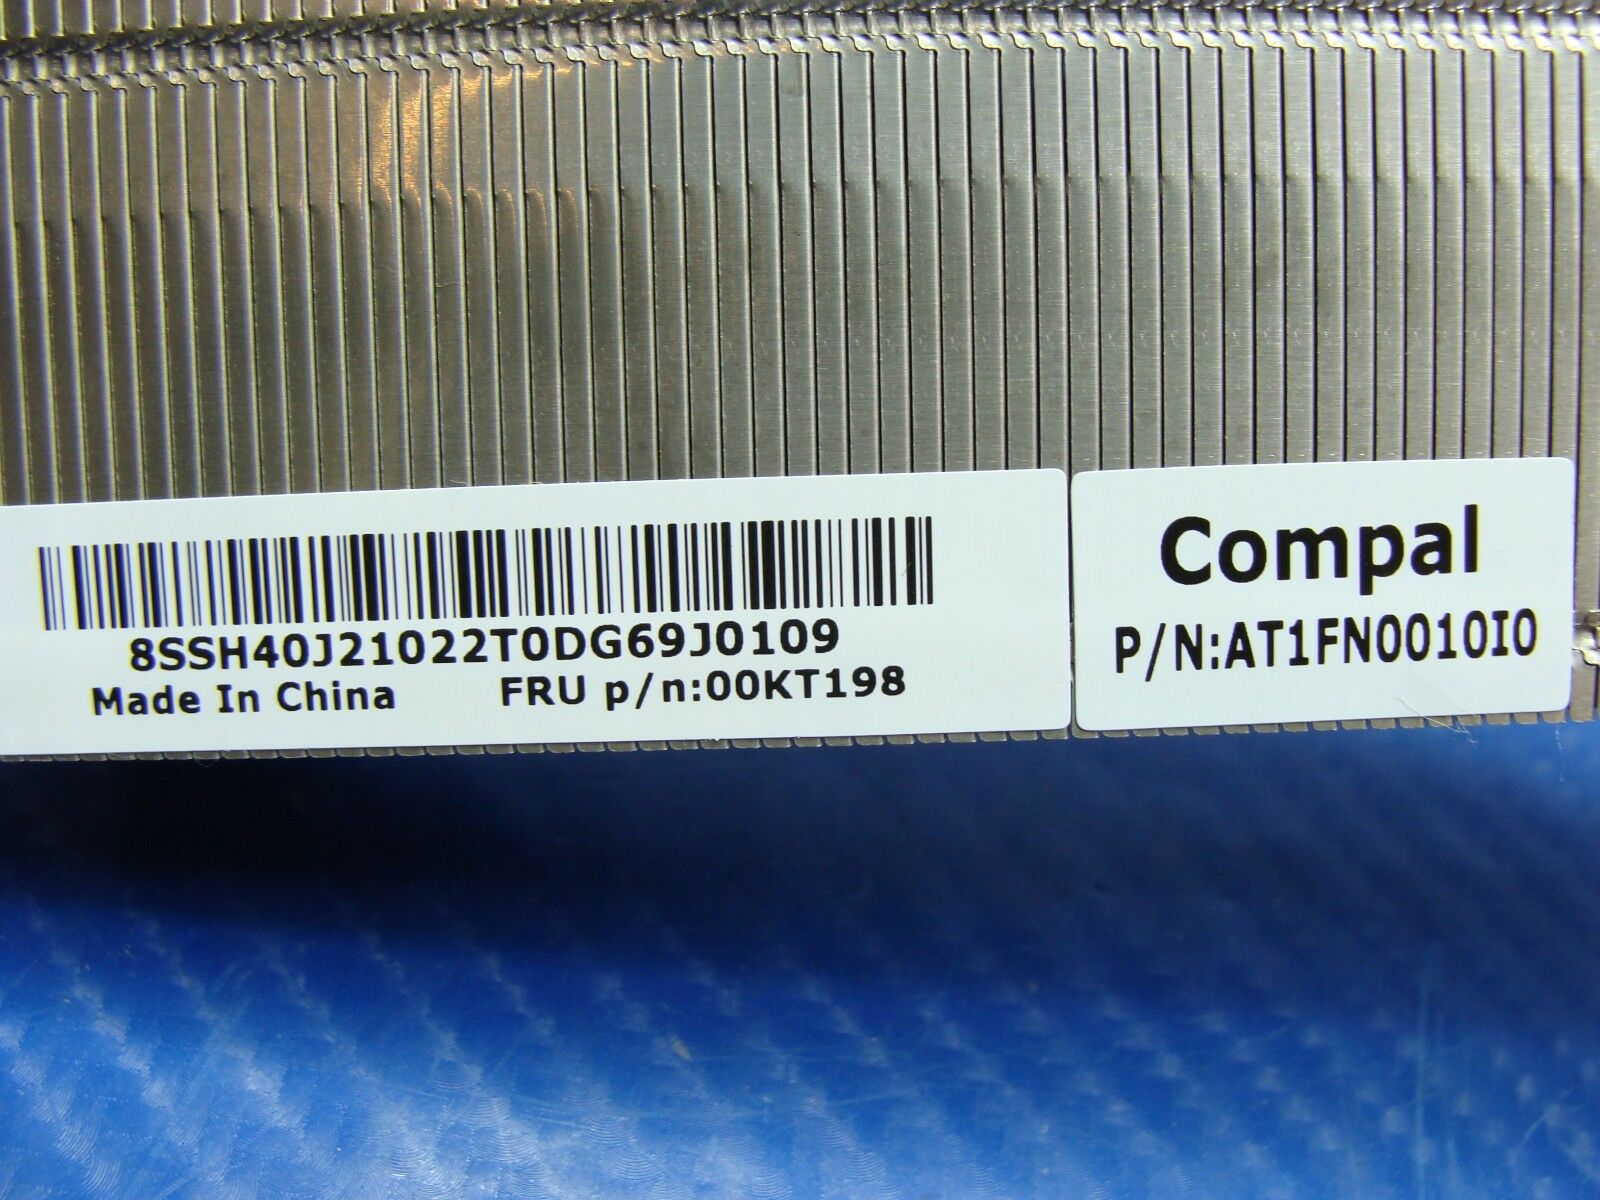 8SSH40J21022T0DG69J0109
Made In China FRU p/n:00KT198
Compal
P/N:AT1FN0010I0